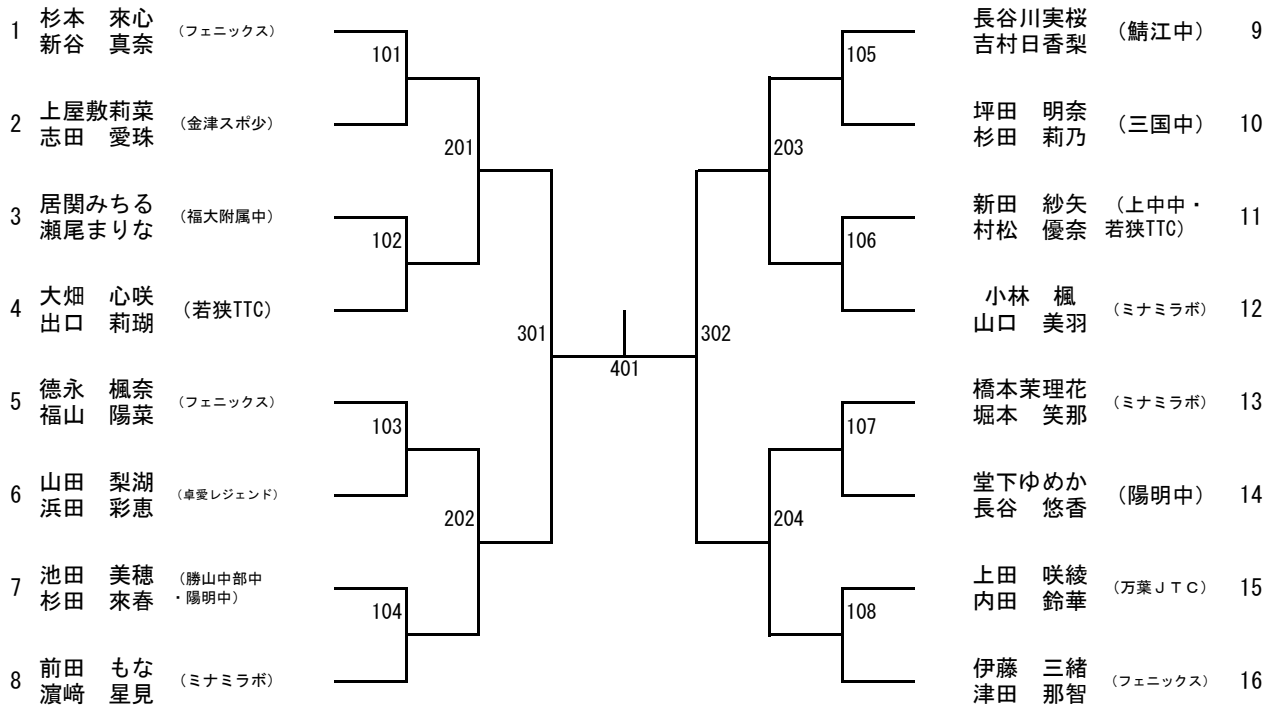 1
杉本　來心
新谷　真奈
（フェニックス）
2
上屋敷莉菜
志田　愛珠
（金津スポ少）
3
居関みちる
瀬尾まりな
（福大附属中）
4
大畑　心咲
出口　莉瑚
（若狭TTC）
5
德永　楓奈
福山　陽菜
（フェニックス）
6
山田　梨湖
浜田　彩恵
（卓愛レジェンド）
7
池田　美穂
杉田　來春
（勝山中部中
・陽明中）
8
前田　もな
濵﨑　星見
（ミナミラボ）
101
102
103
104
201
202
301
401
302
203
204
105
106
107
108
長谷川実桜
吉村日香梨
（鯖江中）
9
坪田　明奈
杉田　莉乃
（三国中）
10
新田　紗矢
村松　優奈
（上中中・
若狭TTC）
11
小林　楓
山口　美羽
（ミナミラボ）
12
橋本茉理花
堀本　笑那
（ミナミラボ）
13
堂下ゆめか
長谷　悠香
（陽明中）
14
上田　咲綾
内田　鈴華
（万葉ＪＴＣ）
15
伊藤　三緒
津田　那智
（フェニックス）
16